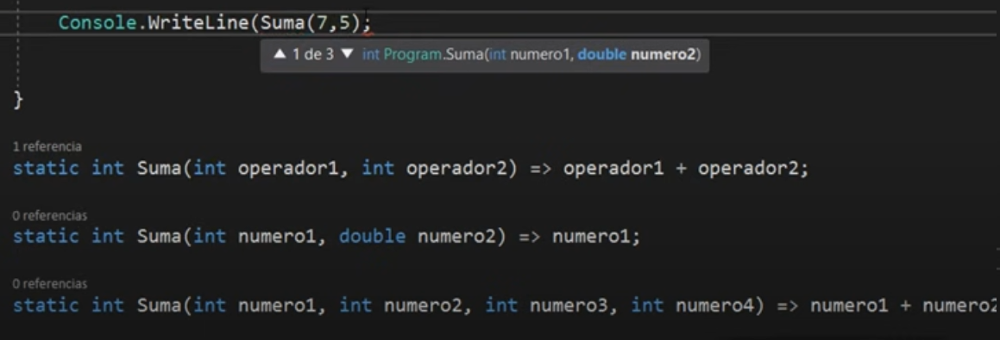 Console.WriteLine(Suma(7,5);
▲ 1 de 3 ▼ int Program.Suma(int numero1, double numero2)
}
1 referencia
static int Suma(int operador1, int operador2) => operador1 + operador2;
0 referencias
static int Suma(int numero1, double numero2) => numero1;
0 referencias
static int Suma(int numero1, int numero2, int numero3, int numero4) => numero1 + numero2